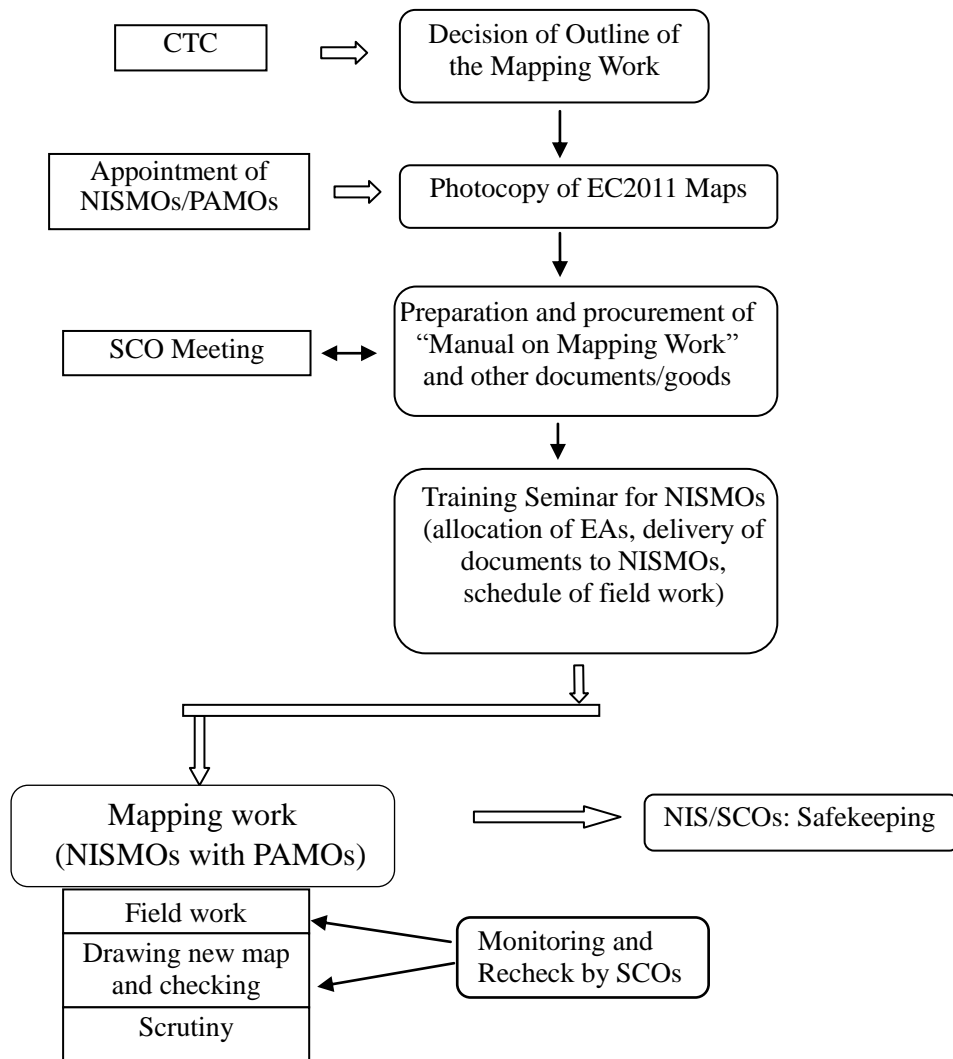 CTC
Decision of Outline of
the Mapping Work
Appointment of
NISMOs/PAMOs
Photocopy of EC2011 Maps
SCO Meeting
Preparation and procurement of
“Manual on Mapping Work”
and other documents/goods
Training Seminar for NISMOs
(allocation of EAs, delivery of
documents to NISMOs,
schedule of field work)
Mapping work
(NISMOs with PAMOs)
NIS/SCOs: Safekeeping
Field work
Drawing new map
and checking
Scrutiny
Monitoring and
Recheck by SCOs